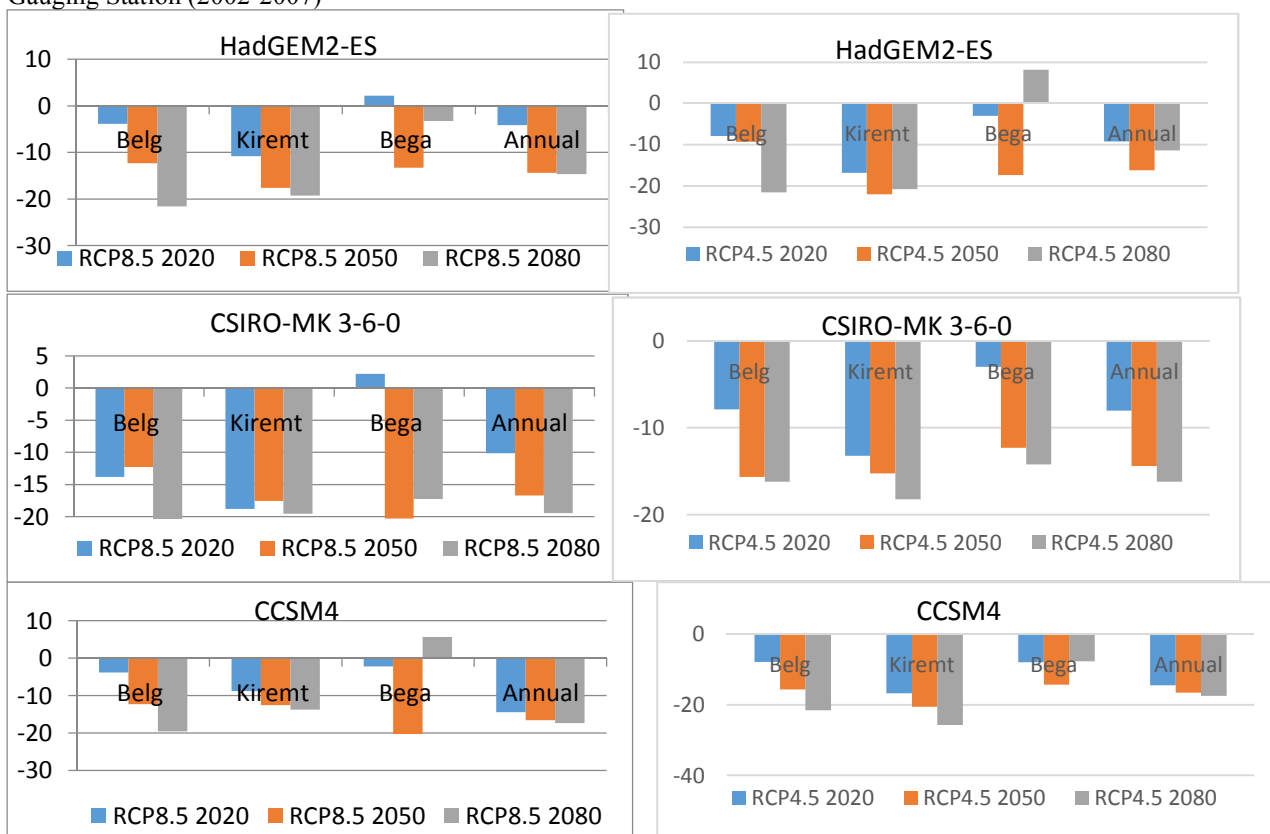 Gauging Station (2002-2007)
HadGEM2-ES
10
0
-10
-20
-30
Belg Kiremt Bega Annual
RCP8.5 2020 RCP8.5 2050 RCP8.5 2080
HadGEM2-ES
10
0
-10
-20
-30
Belg Kiremt Bega Annual
RCP4.5 2020 RCP4.5 2050 RCP4.5 2080
CSIRO-MK 3-6-0
5
0
-5
-10
-15
-20
Belg Kiremt Bega Annual
RCP8.5 2020 RCP8.5 2050 RCP8.5 2080
CSIRO-MK 3-6-0
0
-10
-20
Belg Kiremt Bega Annual
RCP4.5 2020 RCP4.5 2050 RCP4.5 2080
CCSM4
10
0
-10
-20
-30
Belg Kiremt Bega Annual
RCP8.5 2020 RCP8.5 2050 RCP8.5 2080
CCSM4
0
-20
-40
Belg Kiremt Bega Annual
RCP4.5 2020 RCP4.5 2050 RCP4.5 2080